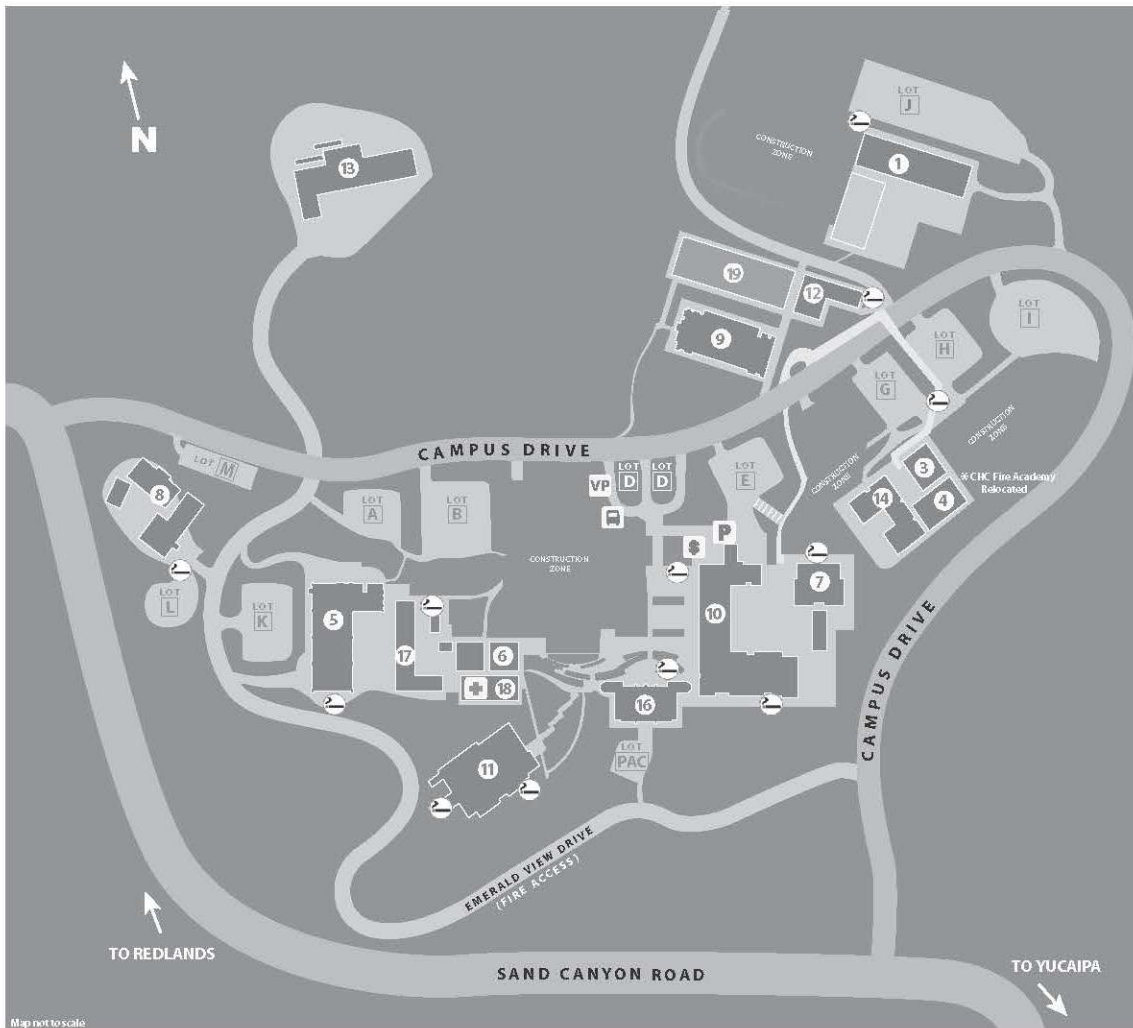 N
LOT
J
CONSTRUCTION
ZONE
1
13
19
12
9
LOT
I
LOT
H
LOT
G
CONSTRUCTION
ZONE
CAMPUS DRIVE
LOT
M
8
VP
LOT
D
LOT
D
LOT
E
CONSTRUCTION
ZONE
3
※ CHC Fire Academy
Relocated
14
4
LOT
A
LOT
B
$
P
CONSTRUCTION
ZONE
7
LOT
L
LOT
K
5
10
17
6
18
16
CAMPUS DRIVE
LOT
PAC
11
EMERALD VIEW DRIVE
(FIRE ACCESS)
TO REDLANDS
SAND CANYON ROAD
TO YUCAIPA
Map not to scale